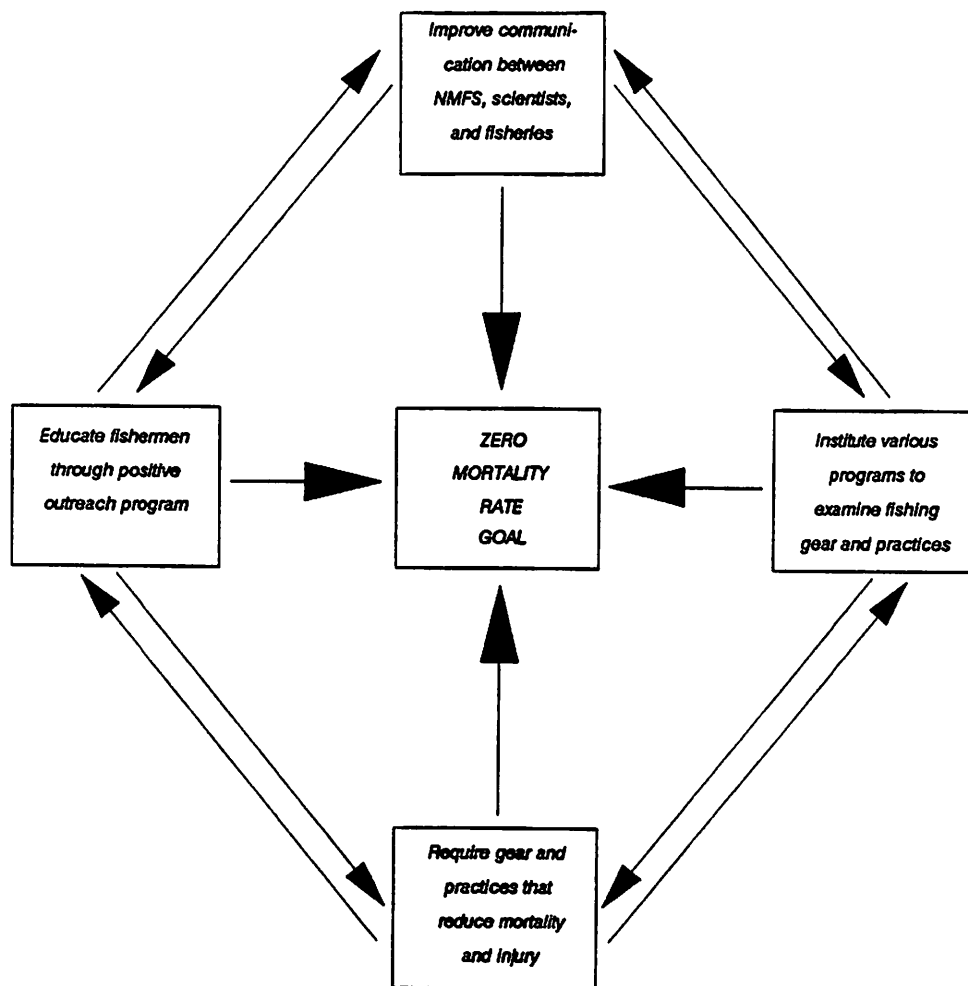 Improve communi-
cation between
NMFS, scientists,
and fisheries
Educate fishermen
through positive
outreach program
ZERO
MORTALITY
RATE
GOAL
Institute various
programs to
examine fishing
gear and practices
Require gear and
practices that
reduce mortality
and injury